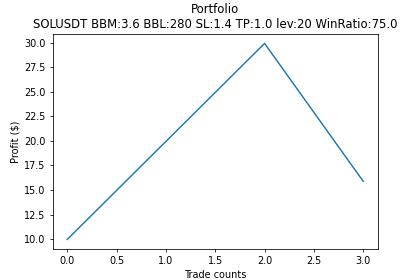 Portfolio
SOLUSDT BBM:3.6 BBL:280 SL:1.4 TP:1.0 lev:20 WinRatio:75.0
30.0
27.5
25.0
22.5
20.0
17.5
15.0
12.5
10.0
Profit ($)
0.0 0.5 1.0 1.5 2.0 2.5 3.0
Trade counts